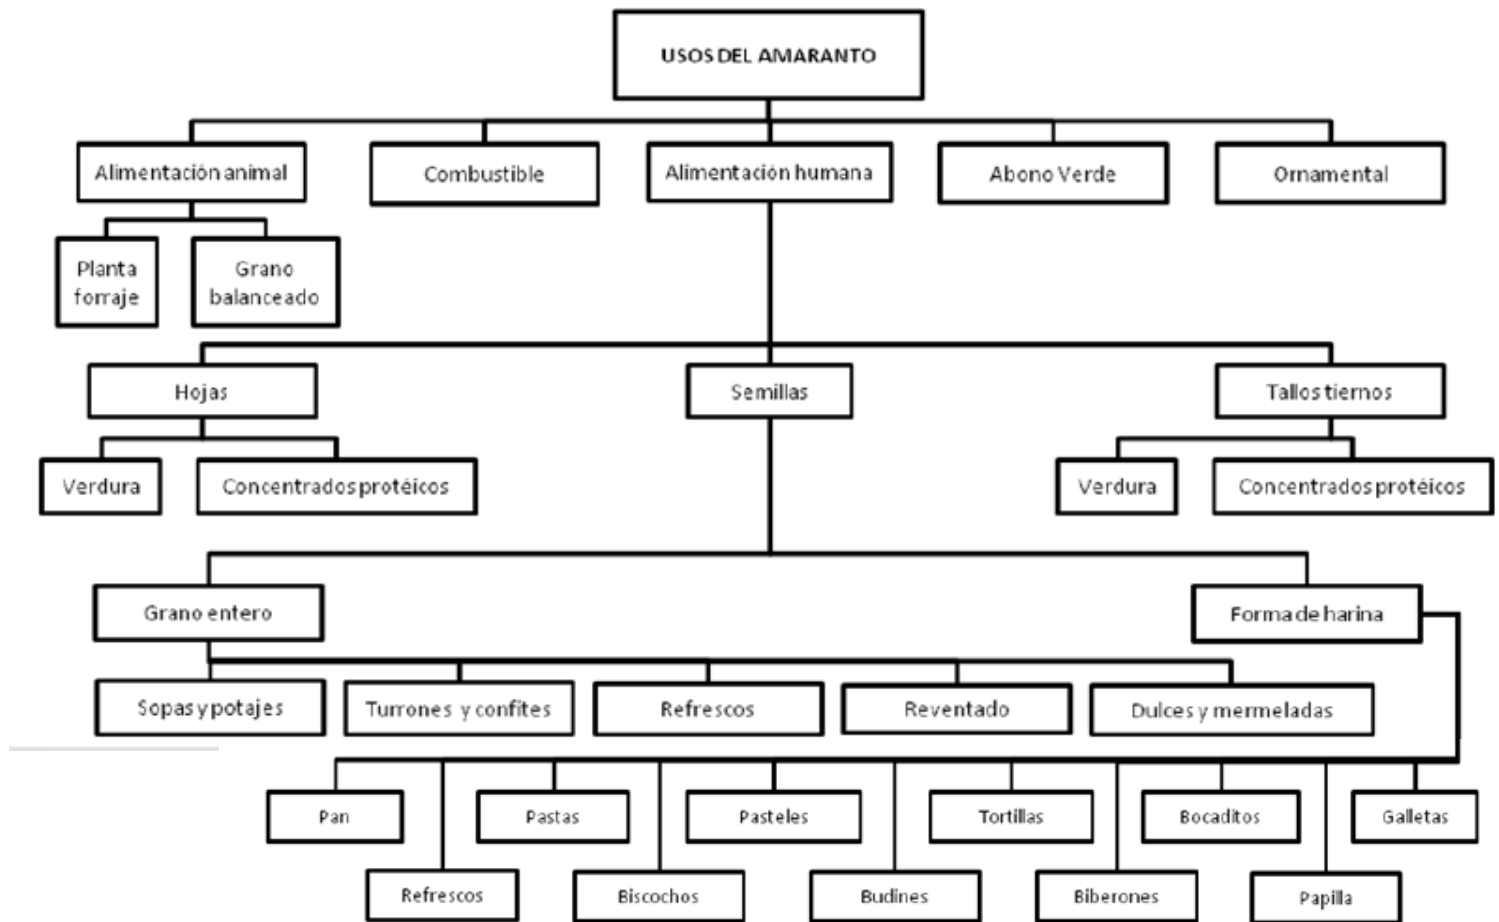 USOS DEL AMARANTO
Alimentación animal
Combustible
Alimentación humana
Abono Verde
Ornamental
Planta
forraje
Grano
balanceado
Hojas
Semillas
Tallos tiernos
Verdura
Concentrados protéicos
Verdura
Concentrados protéicos
Grano entero
Forma de harina
Sopas y potajes
Turrones y confites
Refrescos
Reventado
Dulces y mermeladas
Pan
Pastas
Pasteles
Tortillas
Bocaditos
Galletas
Refrescos
Biscochos
Budines
Biberones
Papilla